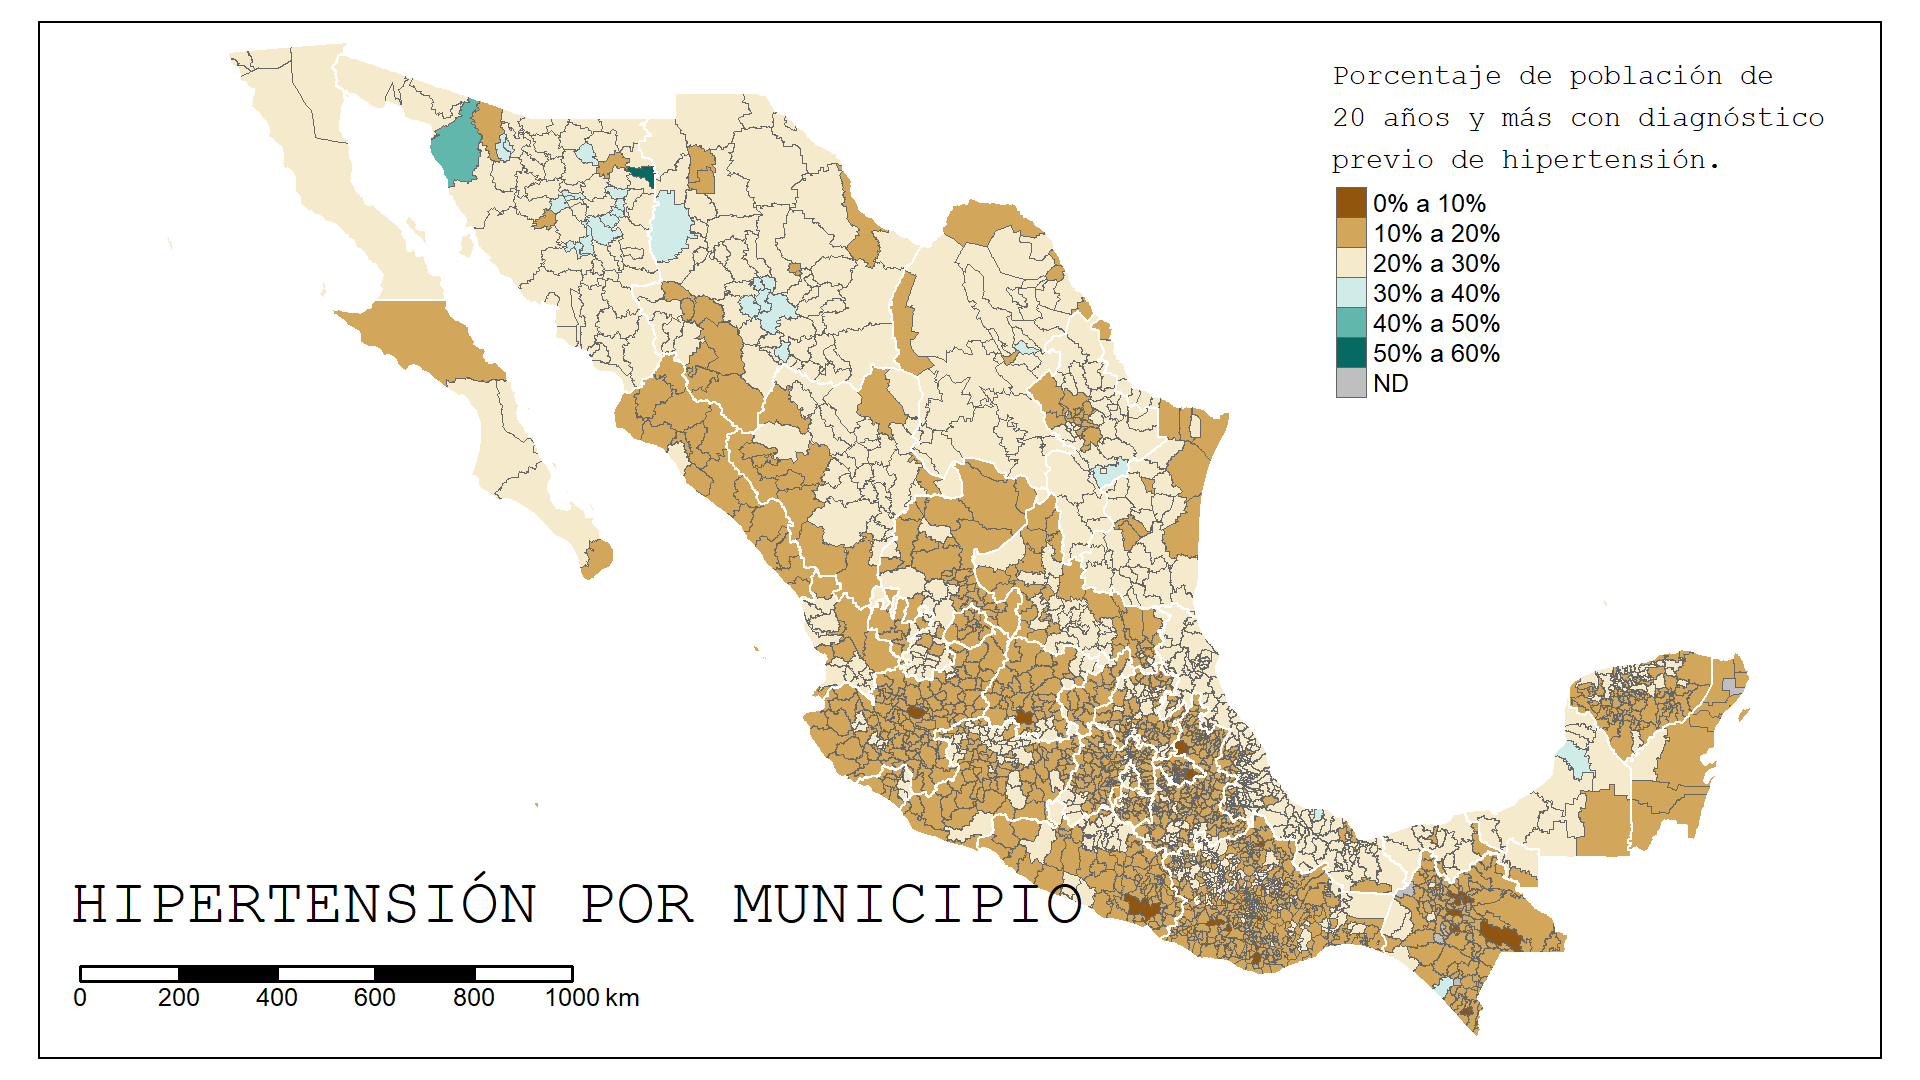 Porcentaje de población de
20 años y más con diagnóstico
previo de hipertensión.
0% a 10%
10% a 20%
20% a 30%
30% a 40%
40% a 50%
50% a 60%
ND
HIPERTENSIÓN POR MUNICIPIO
0 200 400 600 800 1000 km